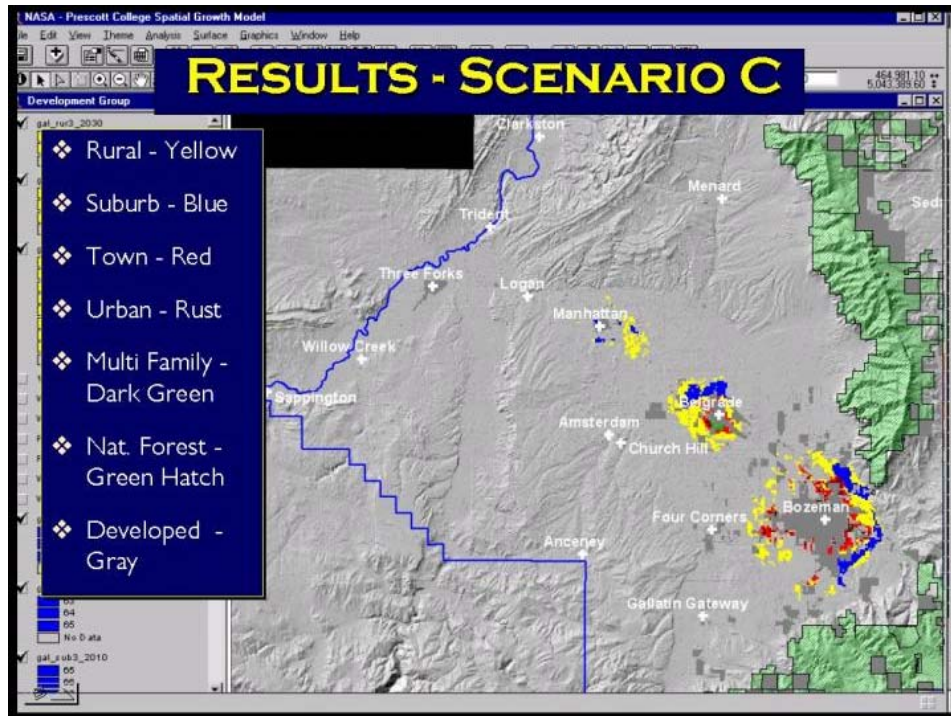 NASA - Prescott College Spatial Growth Model
File Edit View Theme Analysis Surface Graphics Window Help
RESULTS - SCENARIO C
464,981.10
5,043,389.60
Development Group
gal_rur3_2030
❖ Rural - Yellow
❖ Suburb - Blue
❖ Town - Red
❖ Urban - Rust
❖ Multi Family -
Dark Green
❖ Nat. Forest -
Green Hatch
❖ Developed -
Gray
63
64
65
No Data
gal_sub3_2010
65
Clarkston
Menard
Trident
Three Forks
Logan
Manhattan
Willow Creek
Sappington
Belgrade
Amsterdam
Church Hill
Bozeman
Four Corners
Anceney
Gallatin Gateway